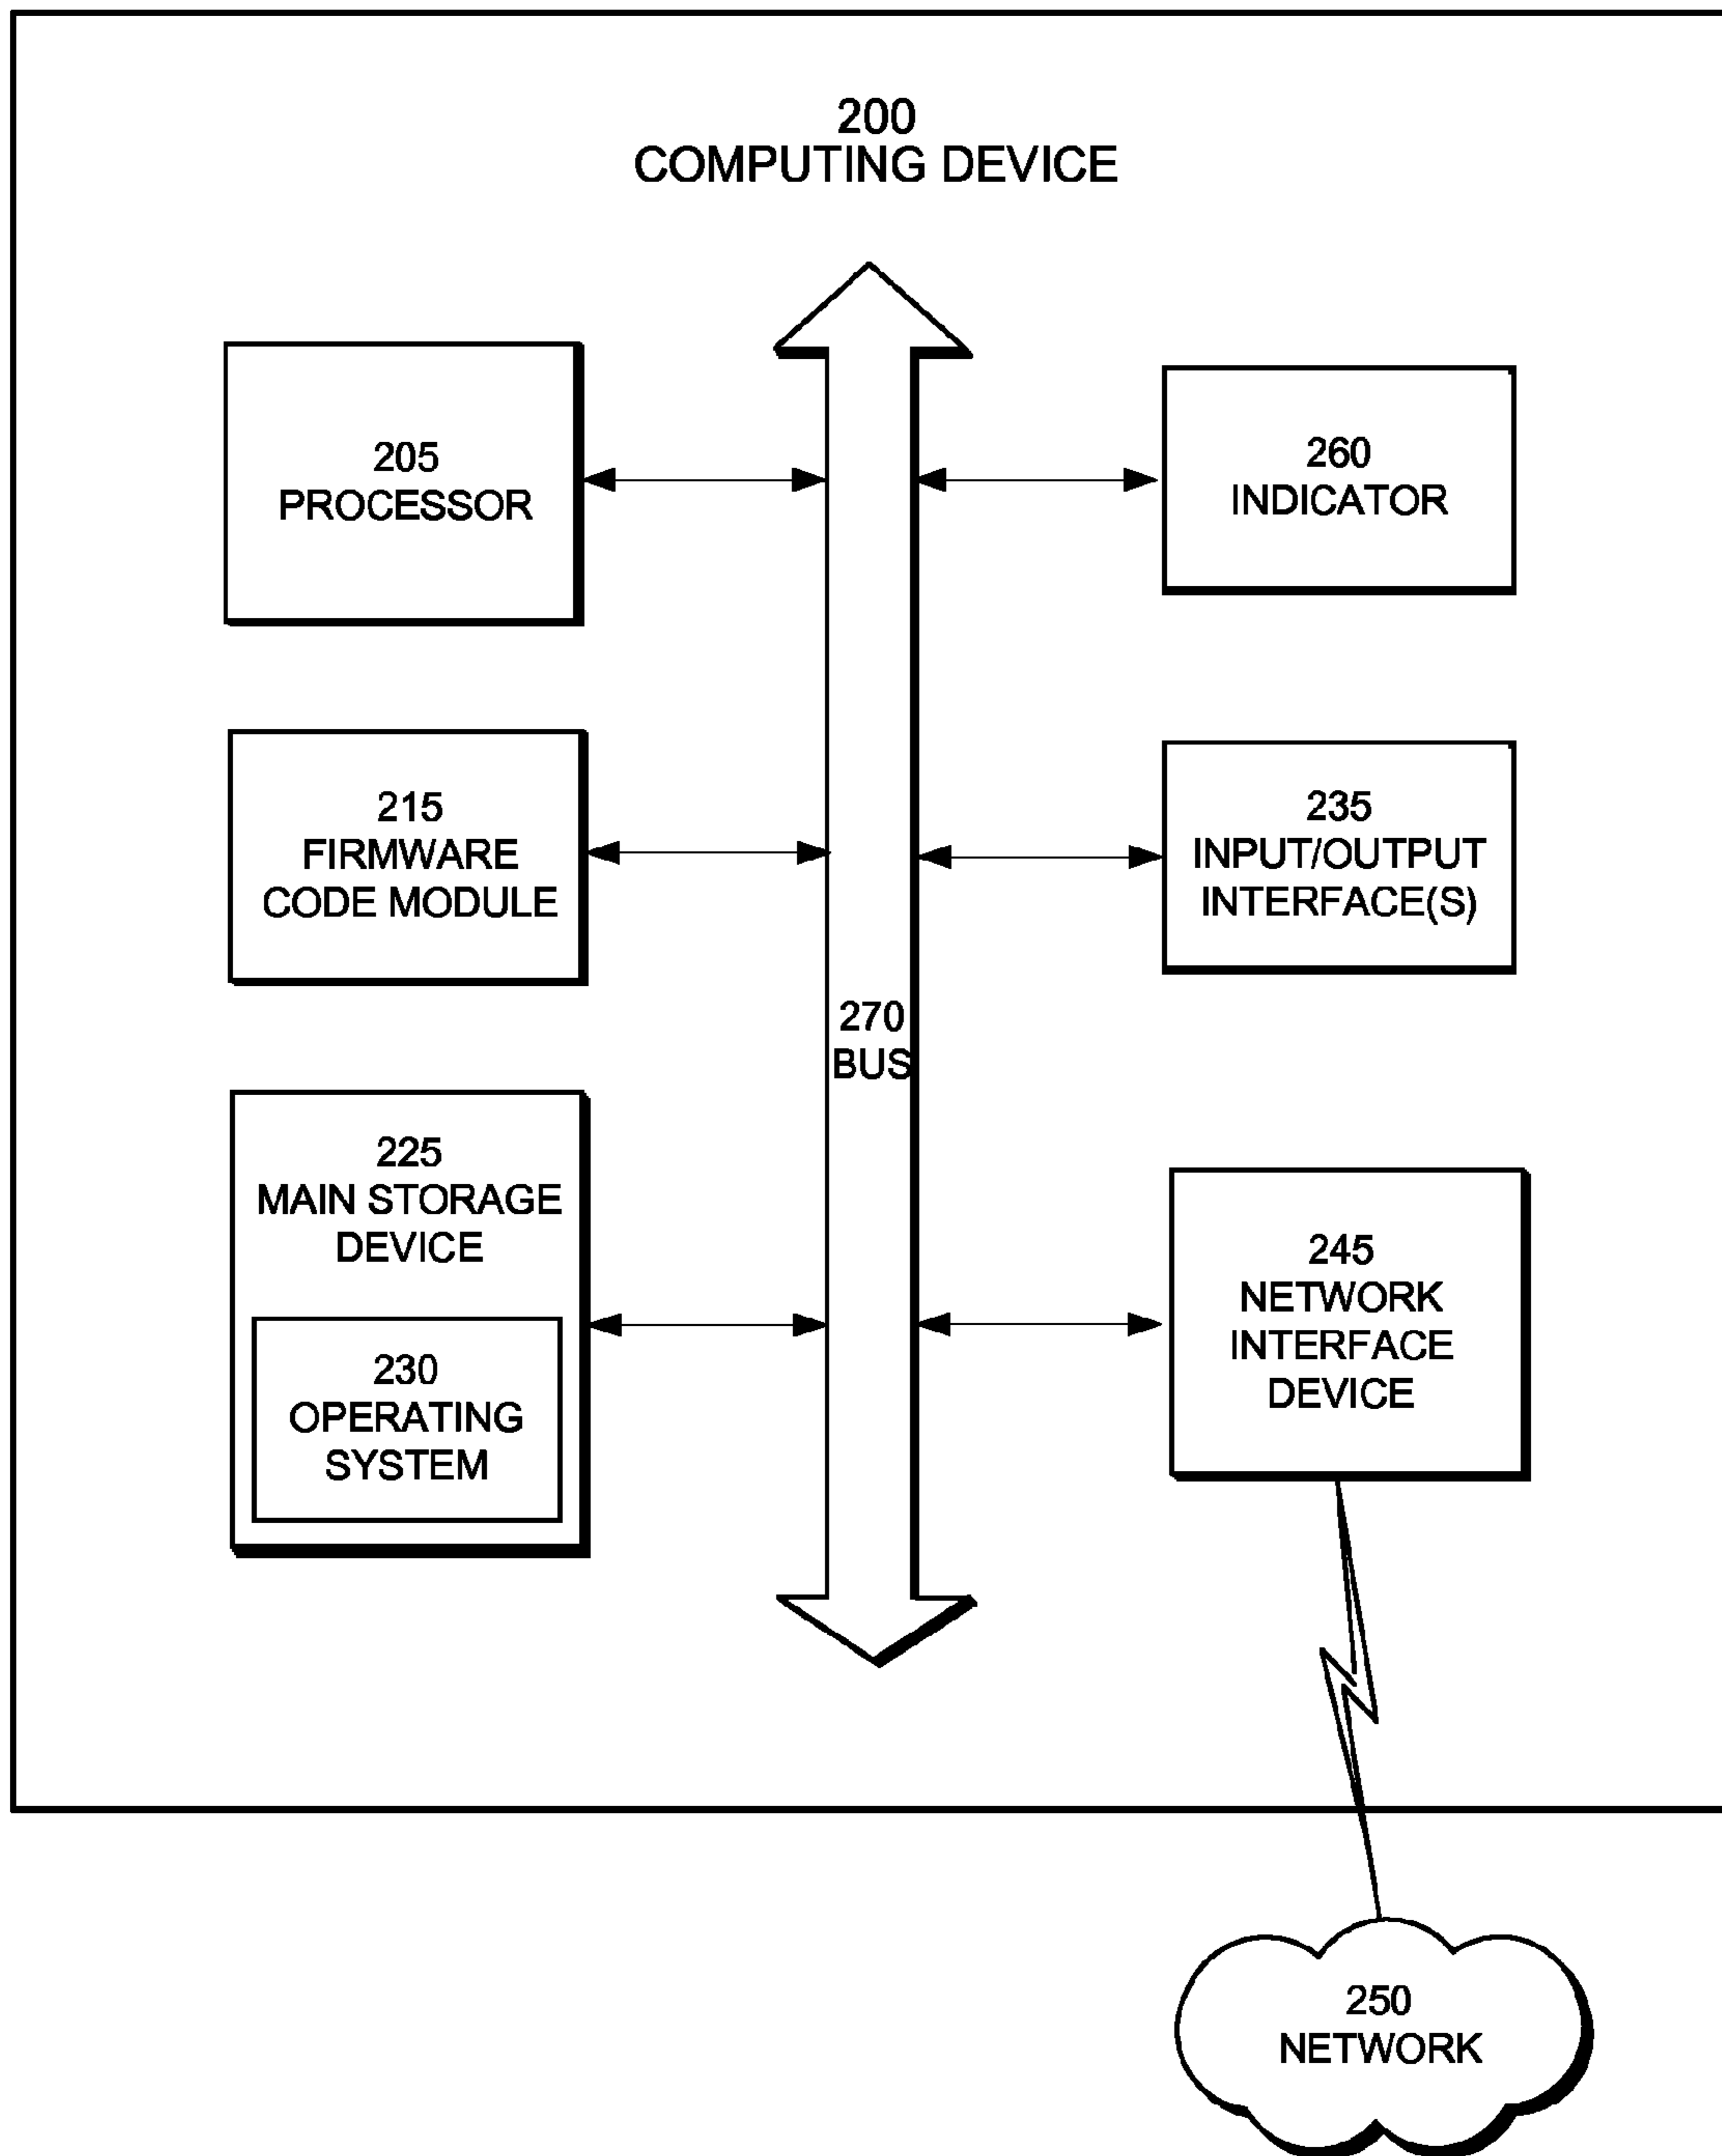 200
COMPUTING DEVICE
205
PROCESSOR
260
INDICATOR
215
FIRMWARE
CODE MODULE
235
INPUT/OUTPUT
INTERFACE(S)
270
BUS
225
MAIN STORAGE
DEVICE
230
OPERATING
SYSTEM
245
NETWORK
INTERFACE
DEVICE
250
NETWORK